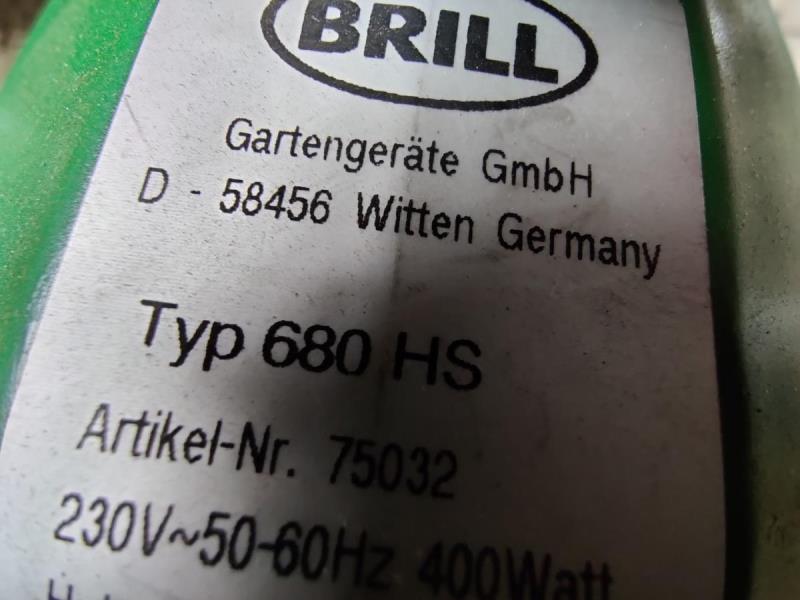 BRILL
Gartengeräte GmbH
D - 58456 Witten Germany
Typ 680 HS
Artikel-Nr. 75032
230V~50-60Hz 400Watt